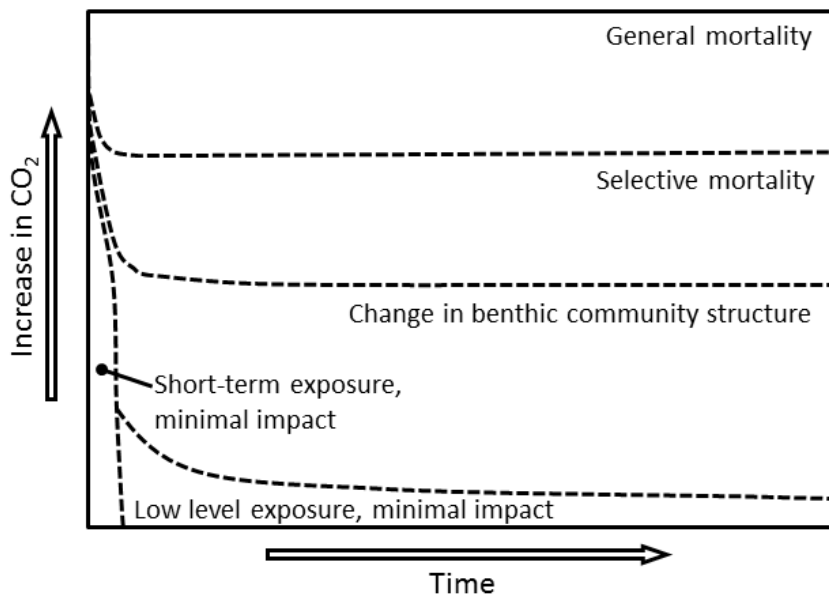 General mortality
Selective mortality
Change in benthic community structure
Short-term exposure,
minimal impact
Low level exposure, minimal impact
Increase in CO₂
Time